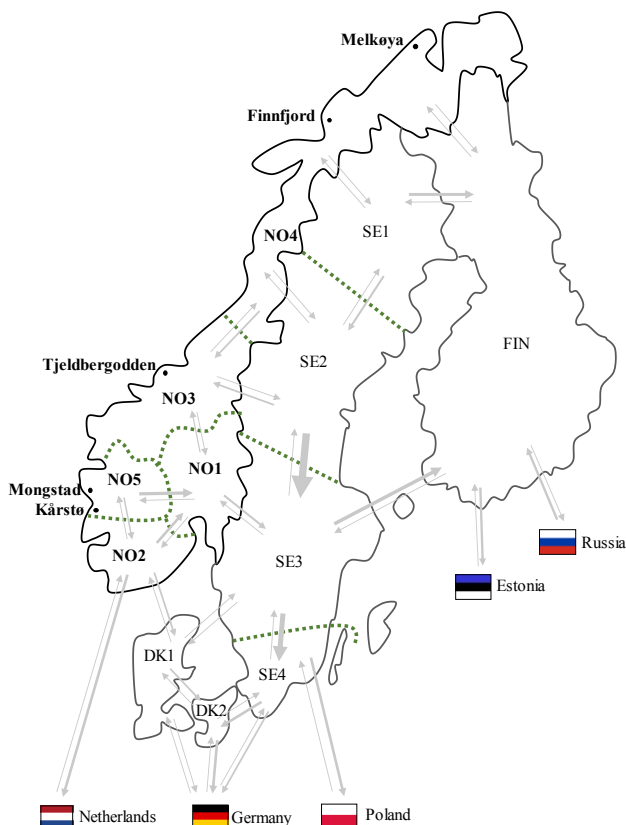 Melkøya
Finnfjord
NO4
SE1
FIN
SE2
Tjeldbergodden
NO3
NO1
NO5
Mongstad
Kårstø
NO2
SE3
Russia
Estonia
DK1
SE4
DK2
Netherlands
Germany
Poland